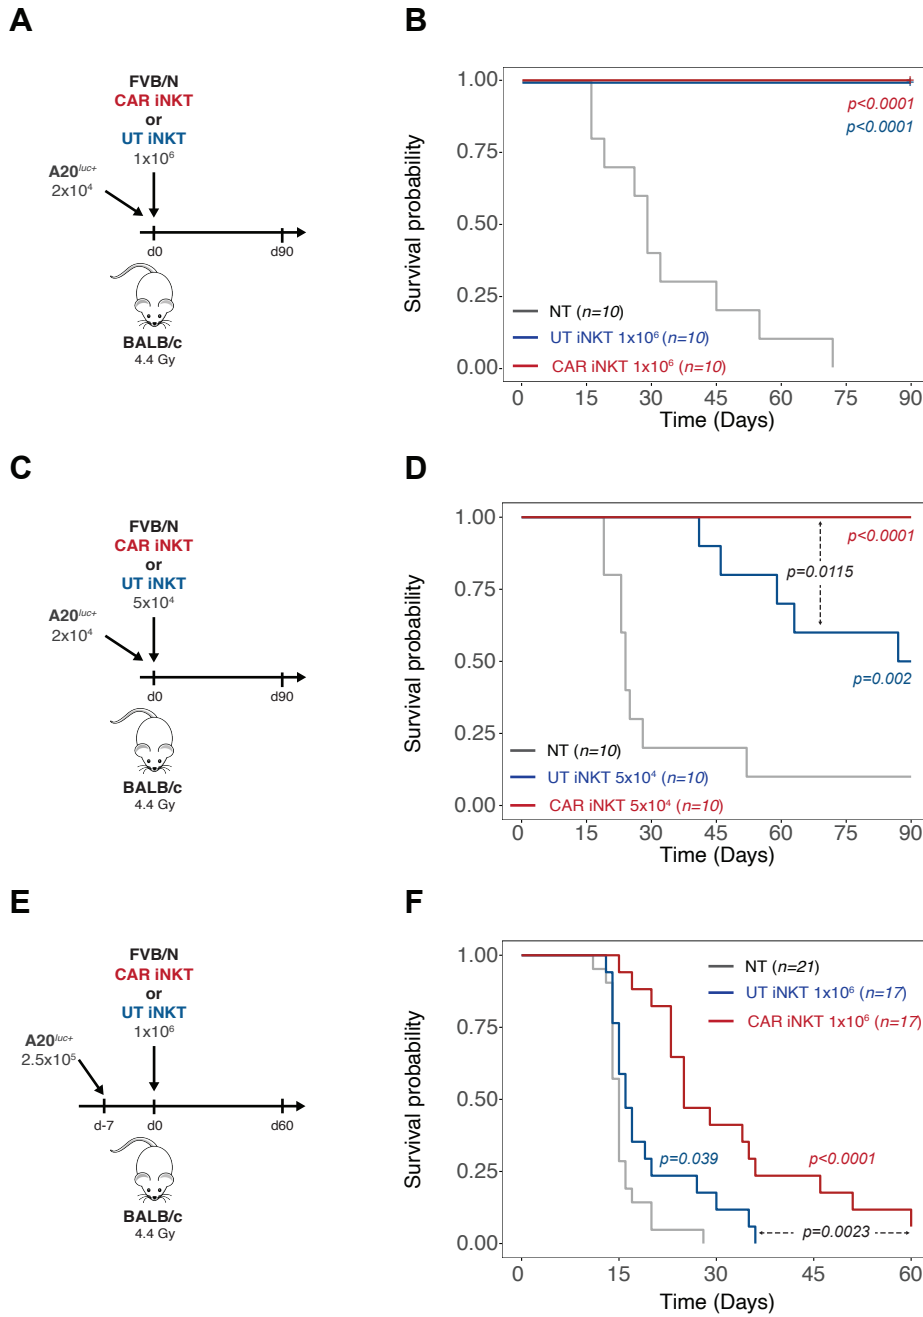 A
FVB/N
CAR iNKT
or
UT iNKT
1x10⁶
A20luc+
2x10⁴
d0
d90
BALB/c
4.4 Gy
B
Survival probability
1.00
0.75
0.50
0.25
0.00
p<0.0001
p<0.0001
NT (n=10)
UT iNKT 1x10⁶ (n=10)
CAR iNKT 1x10⁶ (n=10)
0 15 30 45 60 75 90
Time (Days)
C
FVB/N
CAR iNKT
or
UT iNKT
5x10⁴
A20luc+
2x10⁴
d0
d90
BALB/c
4.4 Gy
D
Survival probability
1.00
0.75
0.50
0.25
0.00
p<0.0001
p=0.0115
p=0.002
NT (n=10)
UT iNKT 5x10⁴ (n=10)
CAR iNKT 5x10⁴ (n=10)
0 15 30 45 60 75 90
Time (Days)
E
FVB/N
CAR iNKT
or
UT iNKT
1x10⁶
A20luc+
2.5x10⁵
d-7
d0
d60
BALB/c
4.4 Gy
F
Survival probability
1.00
0.75
0.50
0.25
0.00
NT (n=21)
UT iNKT 1x10⁶ (n=17)
CAR iNKT 1x10⁶ (n=17)
p=0.039
p<0.0001
p=0.0023
0 15 30 45 60
Time (Days)